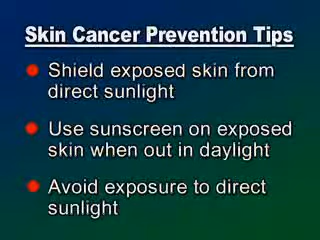 Skin Cancer Prevention Tips
Shield exposed skin from
direct sunlight
Use sunscreen on exposed
skin when out in daylight
Avoid exposure to direct
sunlight